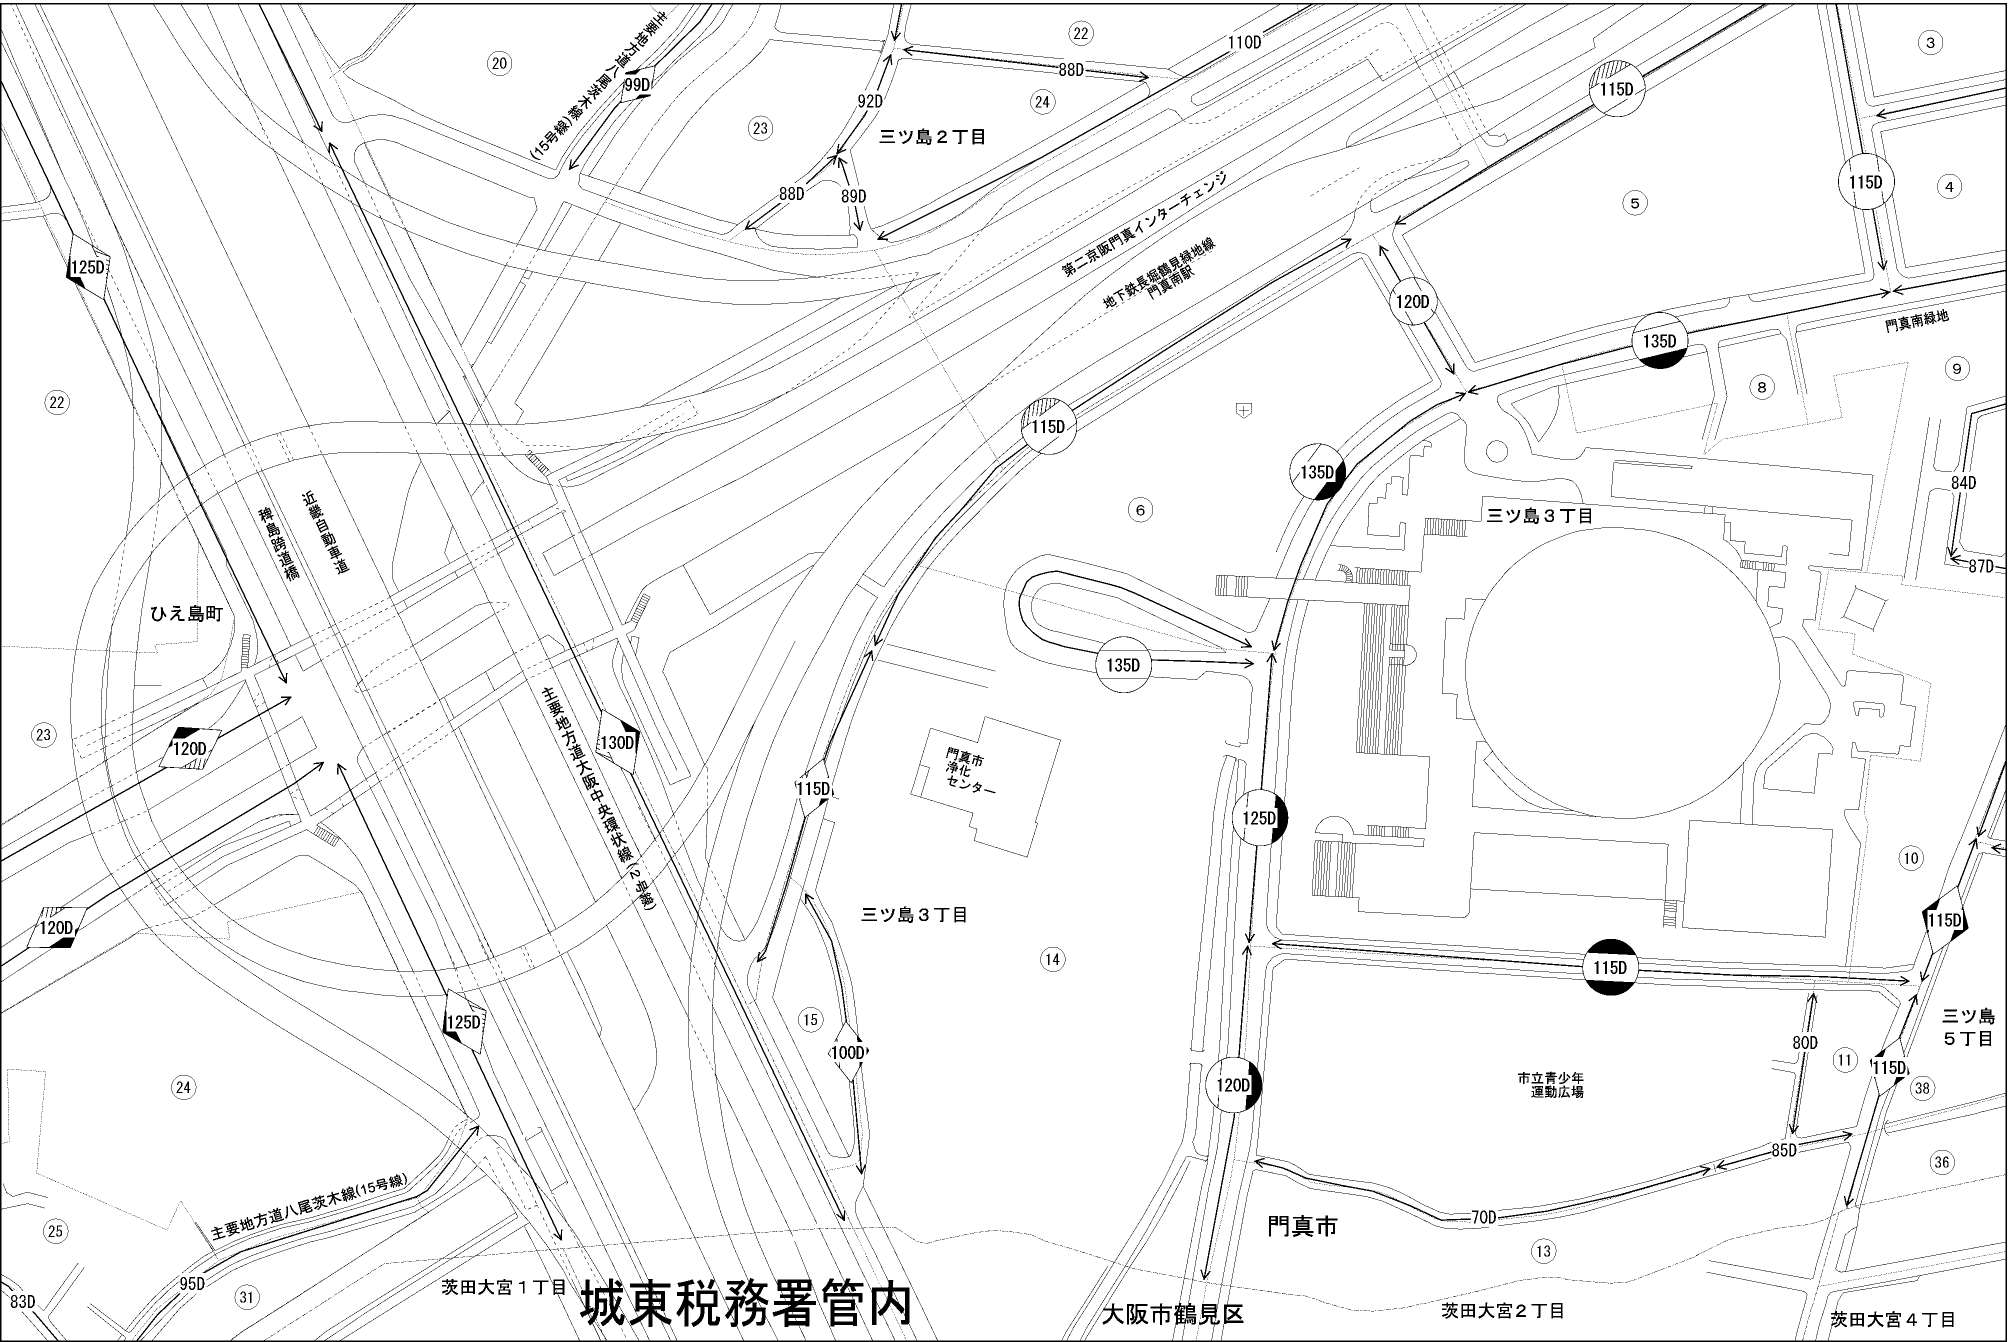 20
主要地方道八尾茨木線
(15号線)
99D
22
110D
88D
92D
24
23
三ツ島２丁目
88D
89D
115D
3
115D
4
5
125D
第二京阪門真インターチェンジ
地下鉄長堀鶴見緑地線
門真南駅
120D
135D
門真南緑地
22
8
9
115D
135D
84D
6
三ツ島３丁目
87D
近畿自動車道
稗島跨道橋
ひえ島町
135D
23
120D
130D
主要地方道大阪中央環状線(２号線)
門真市
浄化
センター
115D
125D
10
120D
三ツ島３丁目
115D
115D
14
125D
15
100D
三ツ島
５丁目
80D
11
115D
38
24
120D
市立青少年
運動広場
85D
36
主要地方道八尾茨木線(15号線)
25
70D
門真市
13
95D
31
83D
茨田大宮１丁目
城東税務署管内
大阪市鶴見区
茨田大宮２丁目
茨田大宮４丁目